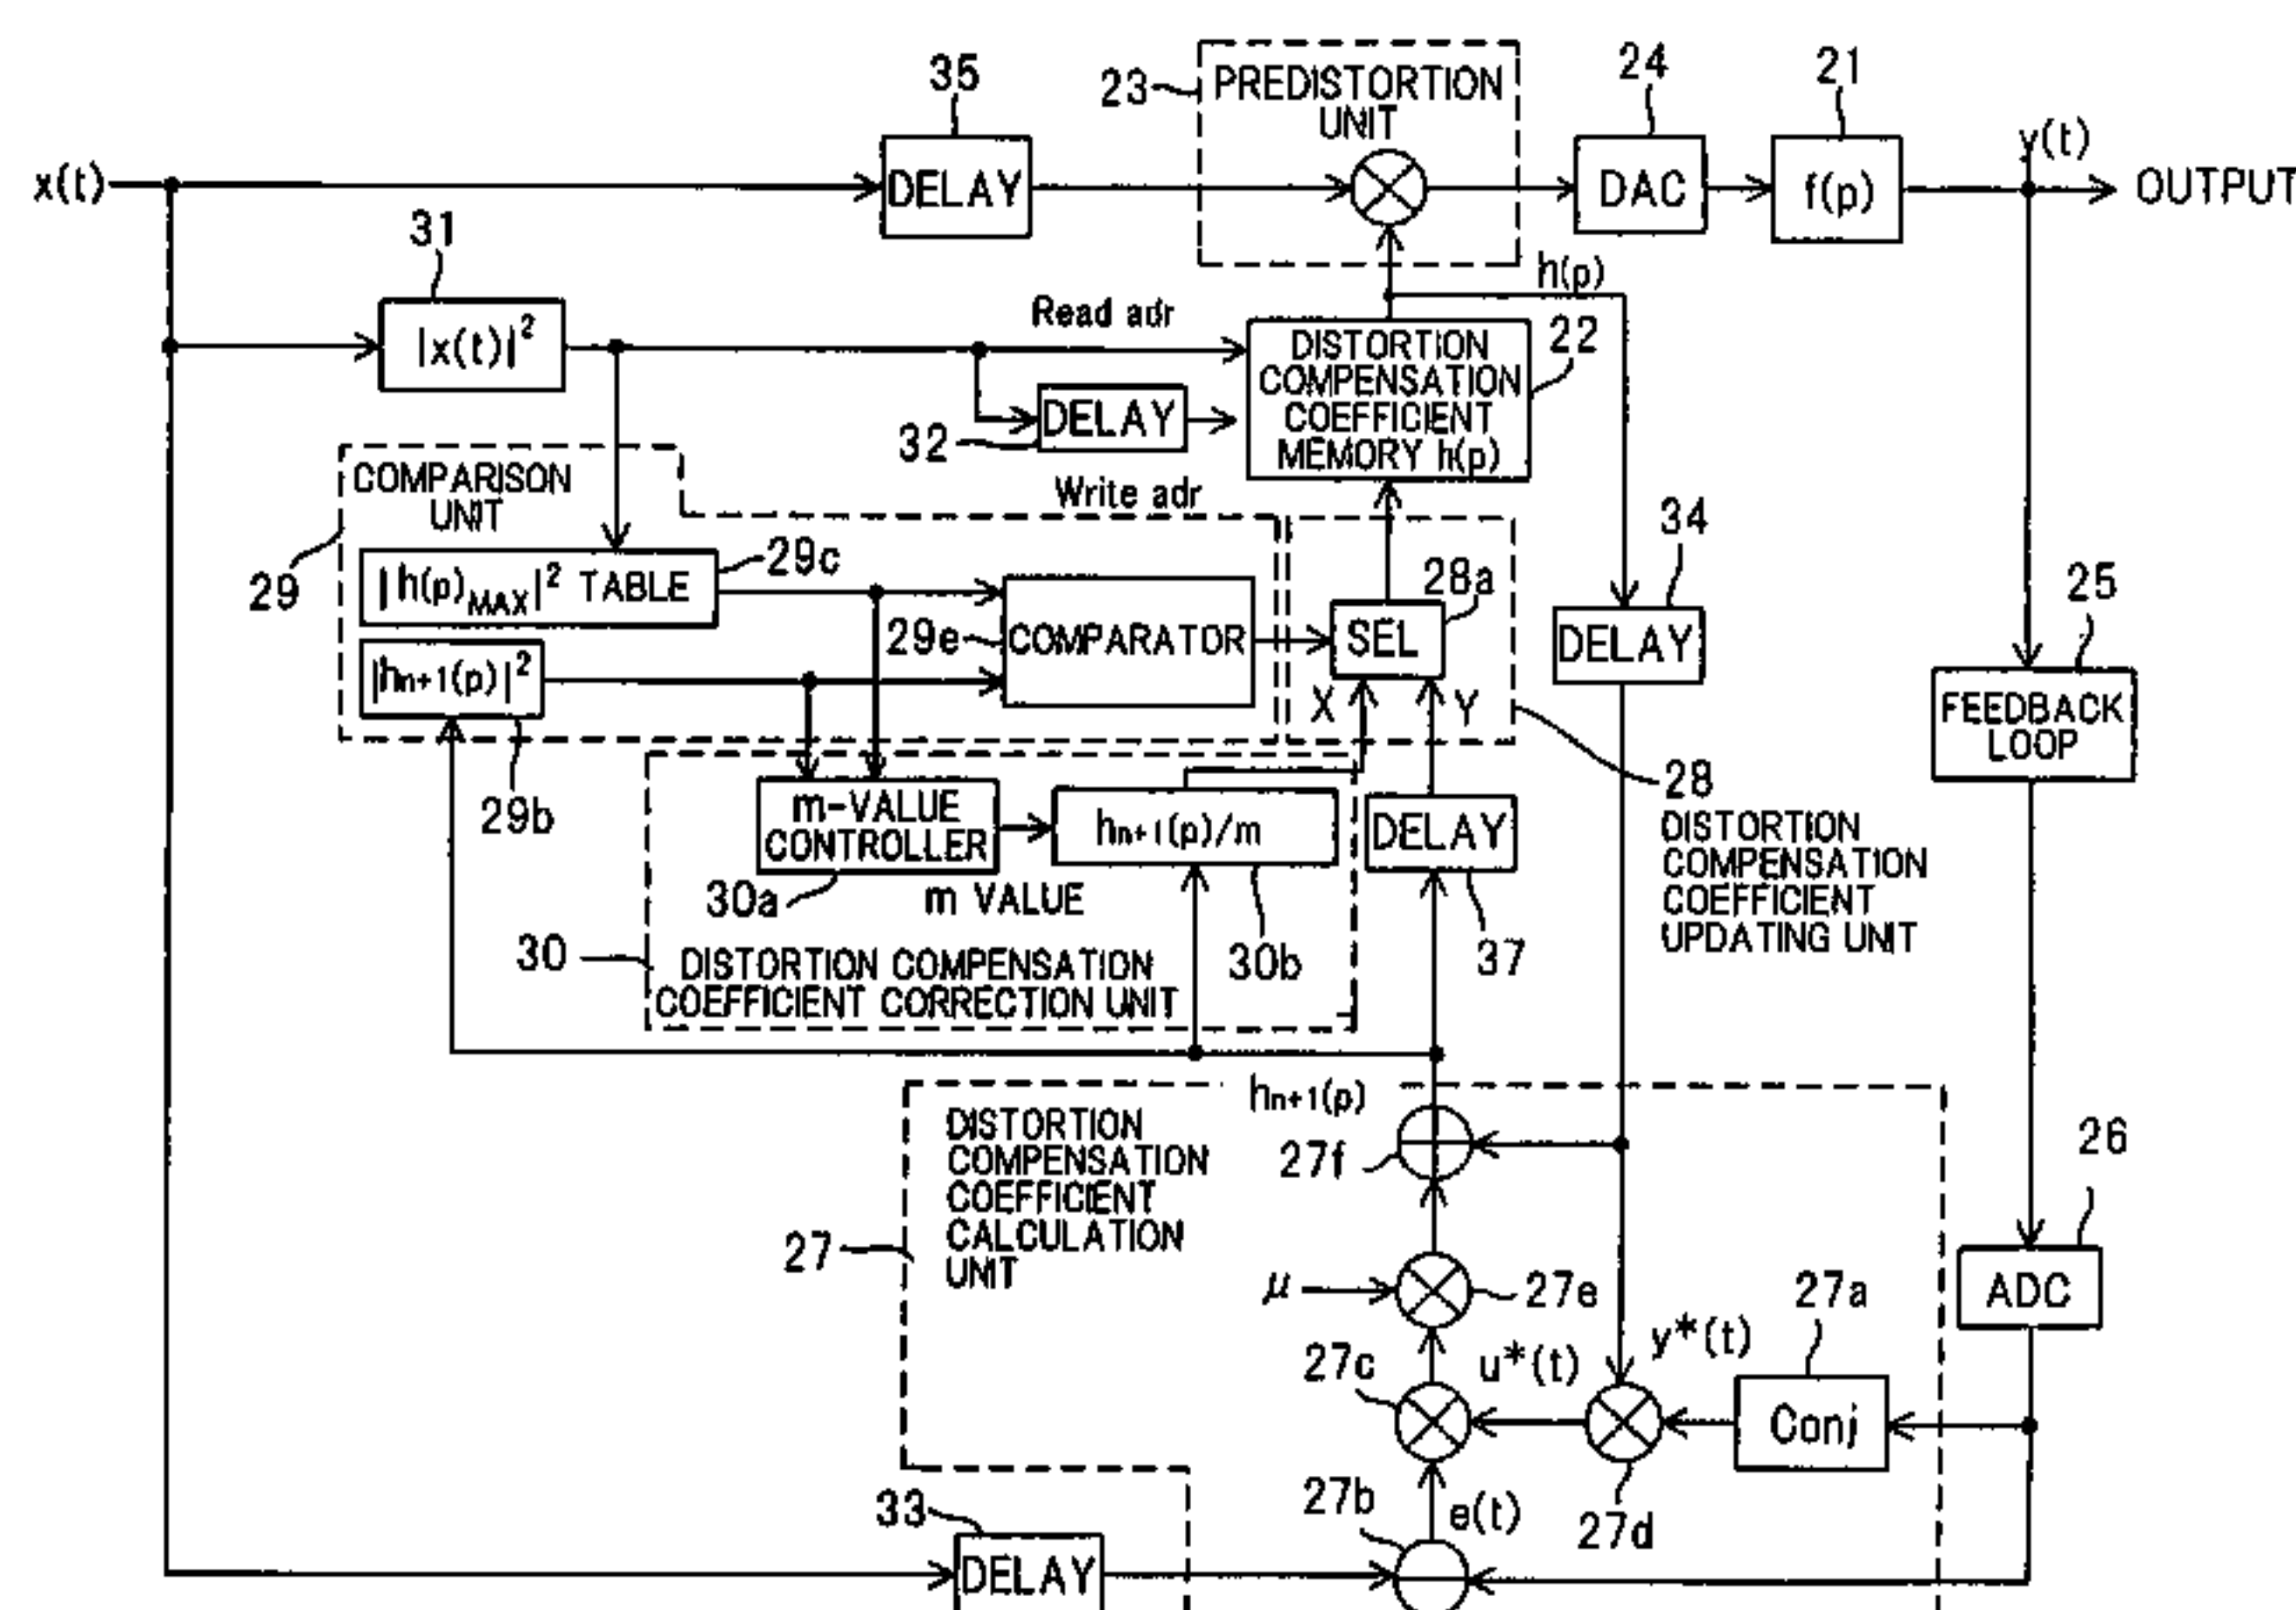 35
23
PREDISTORTION
UNIT
24
21
x(t)
DELAY
DAC
f(p)
y(t)
OUTPUT
31
|x(t)|²
Read adr
h(p)
DISTORTION
COMPENSATION
COEFFICIENT
MEMORY h(p)
22
32
DELAY
Write adr
COMPARISON
UNIT
29
|h(p)MAX|² TABLE
29c
29e
COMPARATOR
28a
SEL
34
DELAY
25
FEEDBACK
LOOP
|hn+1(p)|²
29b
X
Y
28
DISTORTION
COMPENSATION
COEFFICIENT
UPDATING UNIT
m-VALUE
CONTROLLER
30a
m VALUE
hn+1(p)/m
30b
DELAY
37
30
DISTORTION COMPENSATION
COEFFICIENT CORRECTION UNIT
hn+1(p)
DISTORTION
COMPENSATION
COEFFICIENT
CALCULATION
UNIT
27
27f
26
ADC
μ
27e
27a
27c
u*(t)
y*(t)
Conj
27d
27b
e(t)
33
DELAY